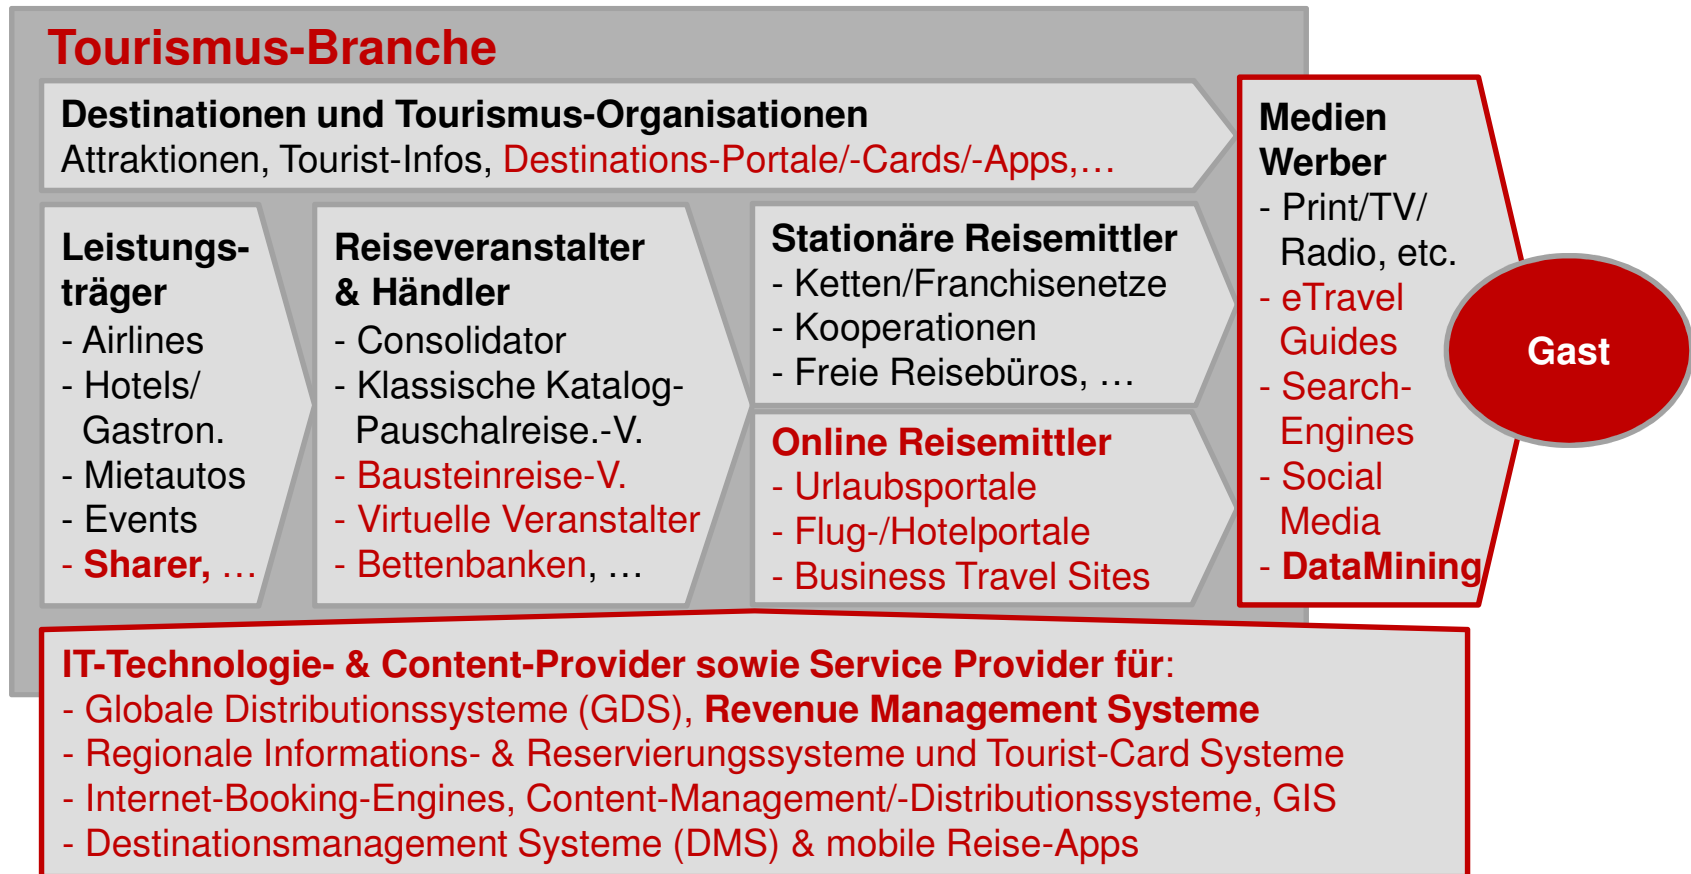 Tourismus-Branche
Destinationen und Tourismus-Organisationen
Attraktionen, Tourist-Infos, Destinations-Portale/-Cards/-Apps,…
Leistungs-
träger
- Airlines
- Hotels/
Gastron.
- Mietautos
- Events
- Sharer, …
Reiseveranstalter
& Händler
- Consolidator
- Klassische Katalog-
Pauschalreise.-V.
- Bausteinreise-V.
- Virtuelle Veranstalter
- Bettenbanken, …
Stationäre Reisemittler
- Ketten/Franchisenetze
- Kooperationen
- Freie Reisebüros, …
Online Reisemittler
- Urlaubsportale
- Flug-/Hotelportale
- Business Travel Sites
Medien
Werber
- Print/TV/
Radio, etc.
- eTravel
Guides
- Search-
Engines
- Social
Media
- DataMining
Gast
IT-Technologie- & Content-Provider sowie Service Provider für:
- Globale Distributionssysteme (GDS), Revenue Management Systeme
- Regionale Informations- & Reservierungssysteme und Tourist-Card Systeme
- Internet-Booking-Engines, Content-Management/-Distributionssysteme, GIS
- Destinationsmanagement Systeme (DMS) & mobile Reise-Apps